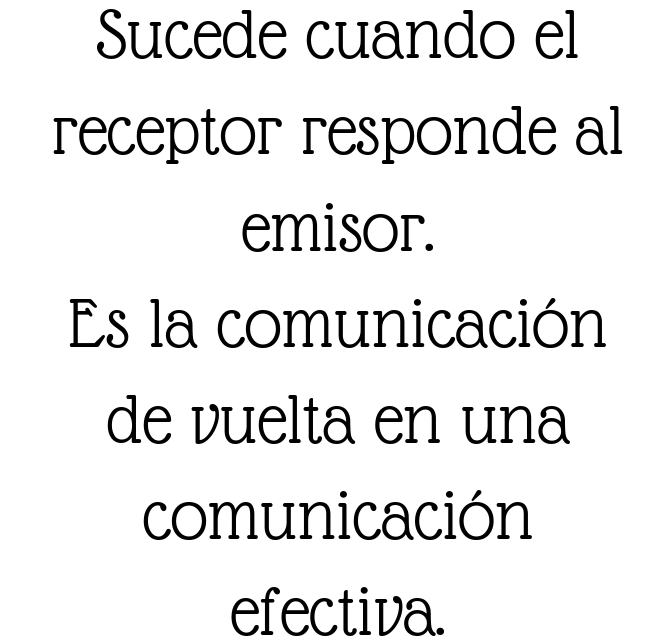 Sucede cuando el
receptor responde al
emisor.
Es la comunicación
de vuelta en una
comunicación
efectiva.